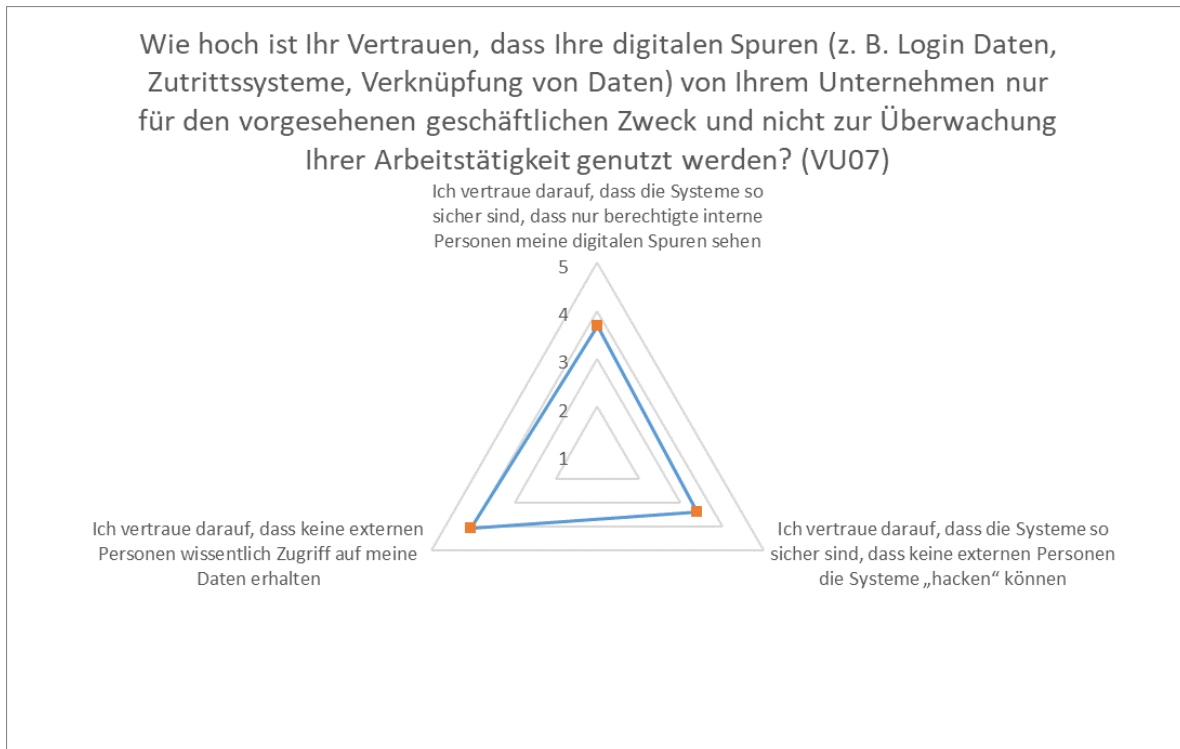 Wie hoch ist Ihr Vertrauen, dass Ihre digitalen Spuren (z. B. Login Daten,
Zutrittssysteme, Verknüpfung von Daten) von Ihrem Unternehmen nur
für den vorgesehenen geschäftlichen Zweck und nicht zur Überwachung
Ihrer Arbeitstätigkeit genutzt werden? (VU07)
Ich vertraue darauf, dass die Systeme so
sicher sind, dass nur berechtigte interne
Personen meine digitalen Spuren sehen
5
4
3
2
1
Ich vertraue darauf, dass keine externen
Personen wissentlich Zugriff auf meine
Daten erhalten
Ich vertraue darauf, dass die Systeme so
sicher sind, dass keine externen Personen
die Systeme „hacken“ können